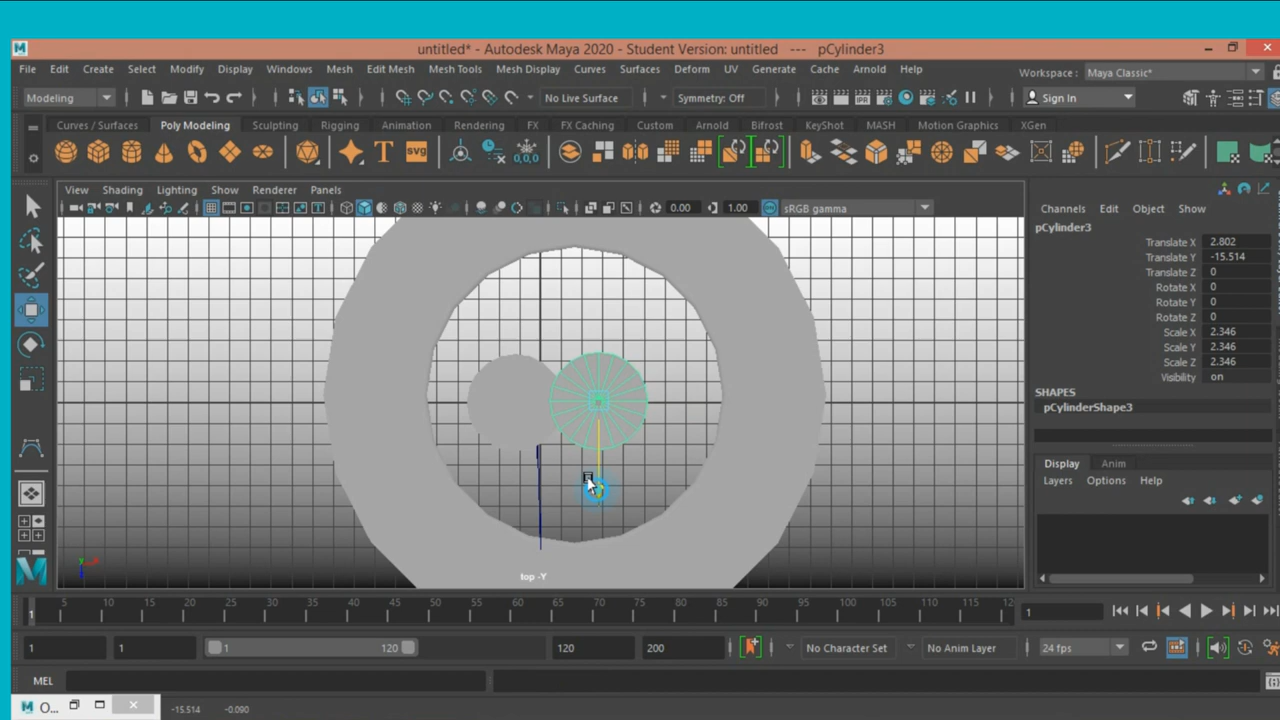 untitled* - Autodesk Maya 2020 - Student Version: untitled --- pCylinder3
File Edit Create Select Modify Display Windows Mesh Edit Mesh Mesh Tools Mesh Display Curves Surfaces Deform UV Generate Cache Arnold Help Workspace : Maya Classic*
Modeling No Live Surface Symmetry: Off Sign In
Curves / Surfaces Poly Modeling Sculpting Rigging Animation Rendering FX FX Caching Custom Arnold Bifrost KeyShot MASH Motion Graphics XGen
T svg 0,0,0
View Shading Lighting Show Renderer Panels
0.00 1.00 sRGB gamma
Channels Edit Object Show
pCylinder3
Translate X 2.802
Translate Y -15.514
Translate Z 0
Rotate X 0
Rotate Y 0
Rotate Z 0
Scale X 2.346
Scale Y 2.346
Scale Z 2.346
Visibility on
SHAPES
pCylinderShape3
Display Anim
Layers Options Help
top -Y
1 5 10 15 20 25 30 35 40 45 50 55 60 65 70 75 80 85 90 95 100 105 110 115 12 1
1 1 1 120 120 200 No Character Set No Anim Layer 24 fps
MEL
O... -15.514 -0.090